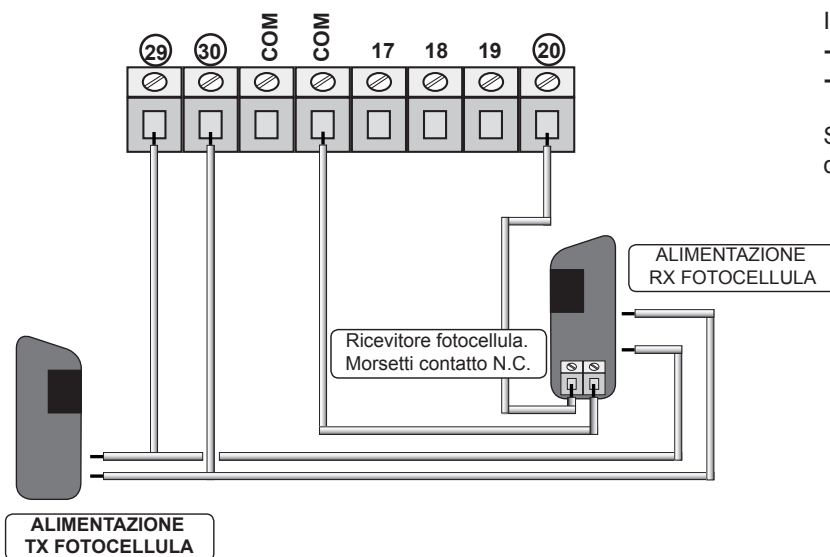 29 30 COM COM 17 18 19 20
ALIMENTAZIONE
RX FOTOCELLULA
Ricevitore fotocellula.
Morsetti contatto N.C.
ALIMENTAZIONE
TX FOTOCELLULA